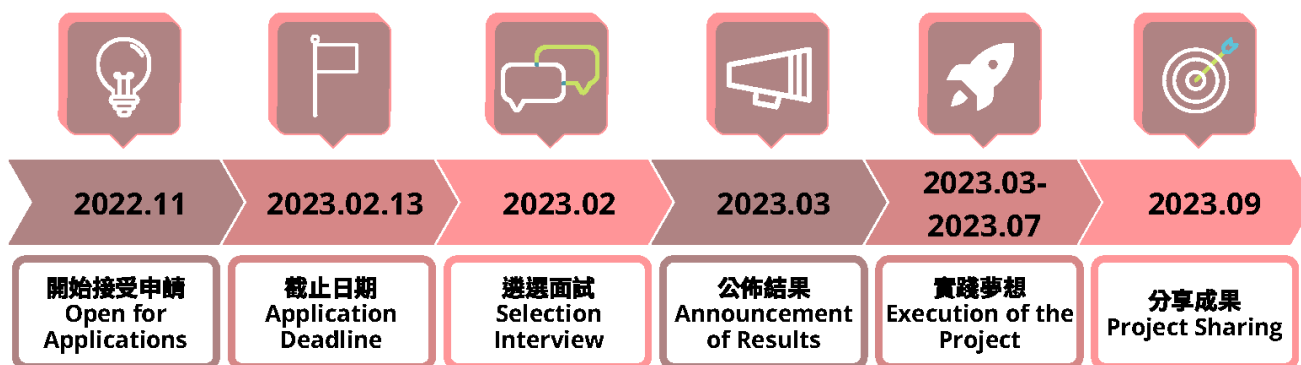 2022.11
2023.02.13
2023.02
2023.03
2023.03-
2023.07
2023.09
開始接受申請
Open for
Applications
截止日期
Application
Deadline
遴選面試
Selection
Interview
公佈結果
Announcement
of Results
實踐夢想
Execution of the
Project
分享成果
Project Sharing